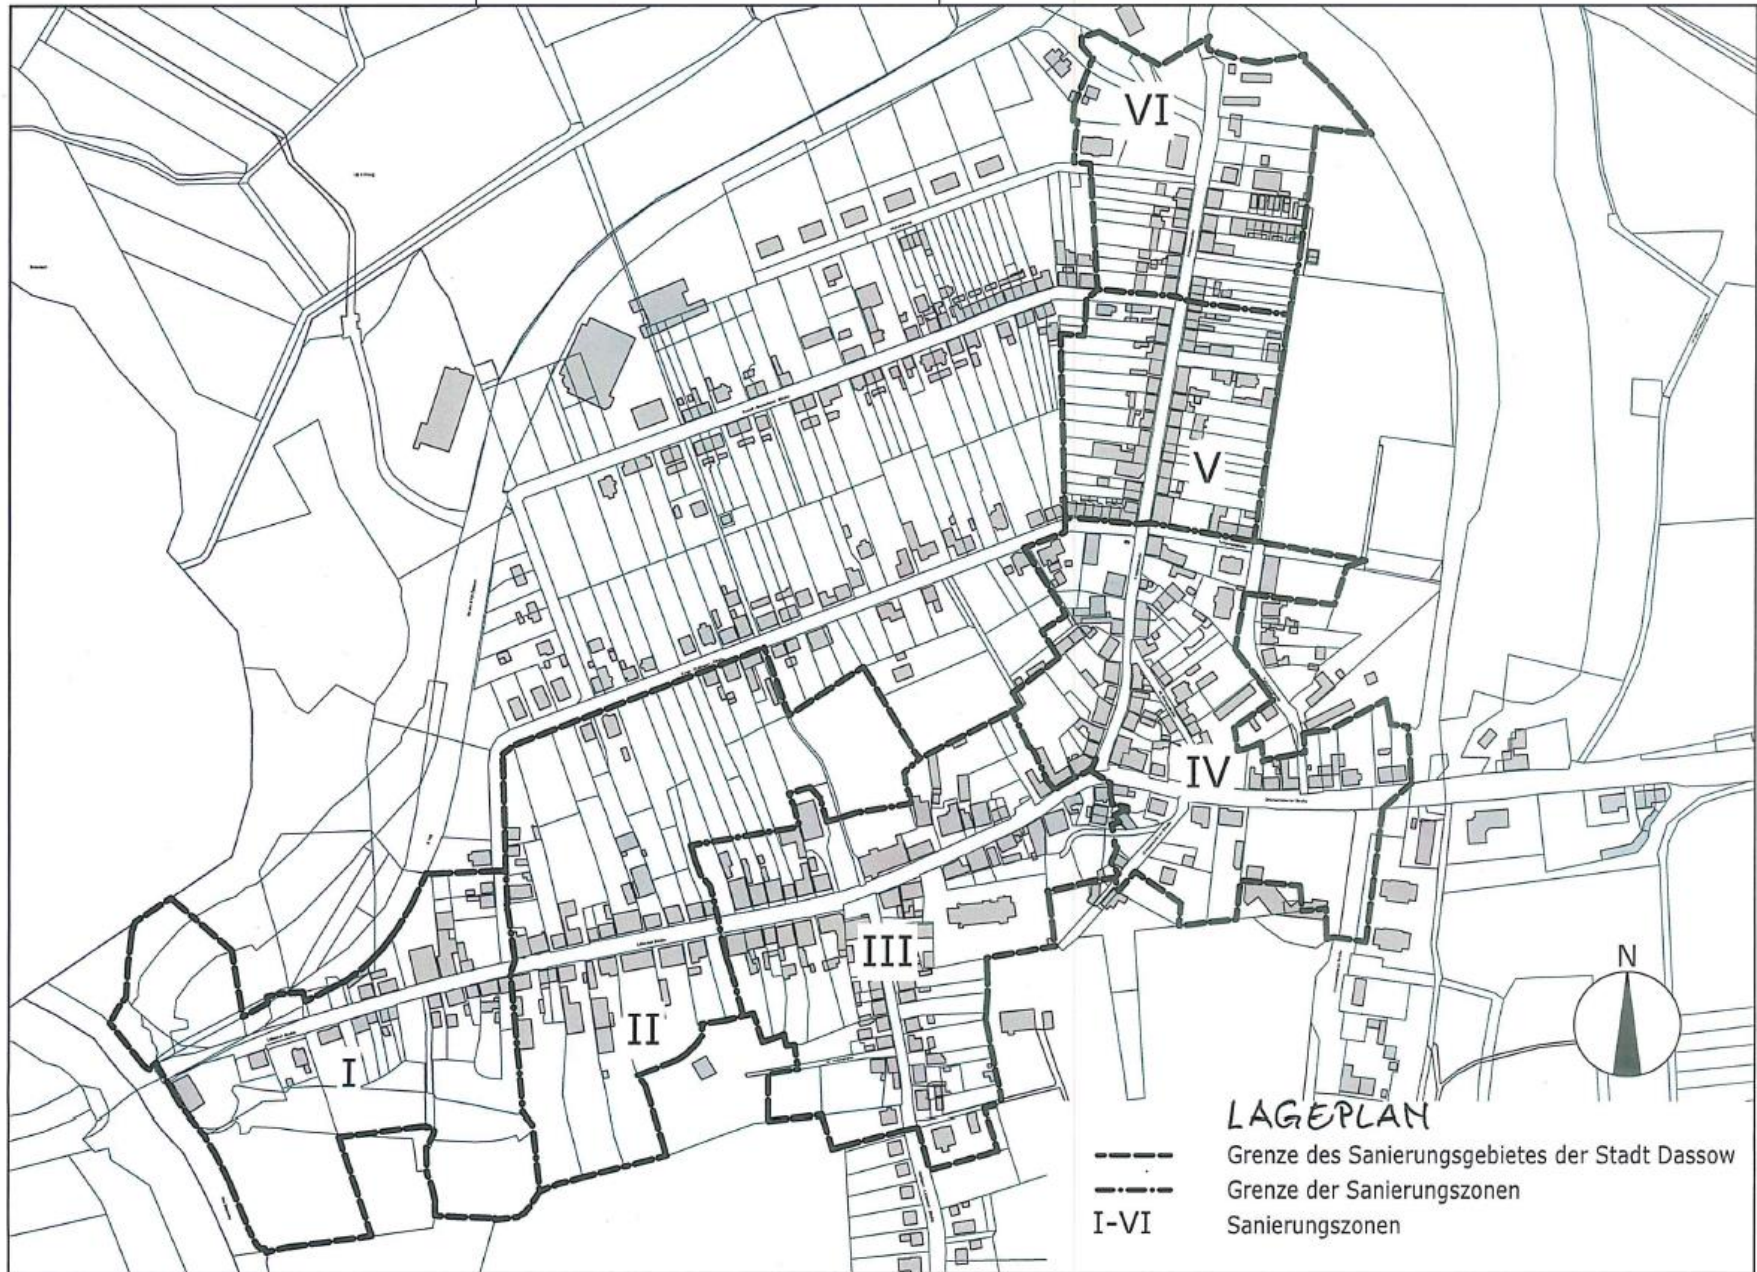 VI
V
IV
III
II
I
N
LAGEPLAN
Grenze des Sanierungsgebietes der Stadt Dassow
Grenze der Sanierungszonen
I-VI Sanierungszonen